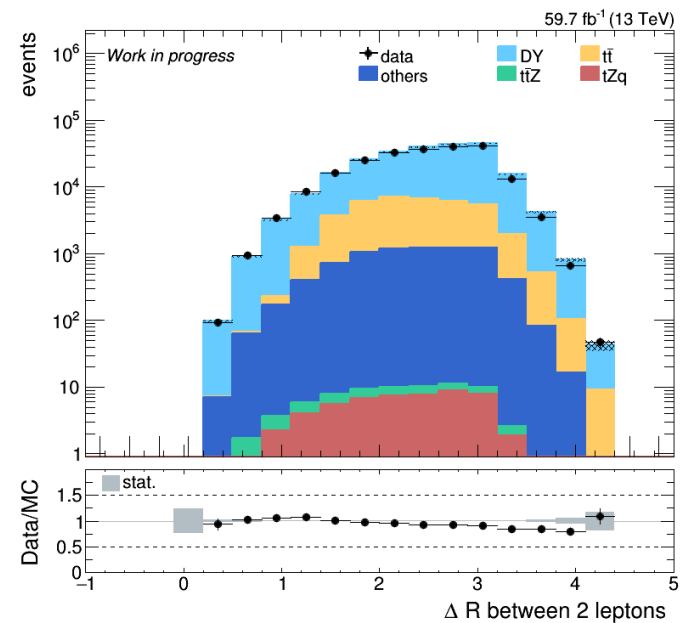 59.7 fb⁻¹ (13 TeV)
events
Work in progress
data
DY
tt̄
others
tt̄Z
tZq
10⁶
10⁵
10⁴
10³
10²
10
1
stat.
Data/MC
1.5
1
0.5
0
−1 0 1 2 3 4 5
Δ R between 2 leptons